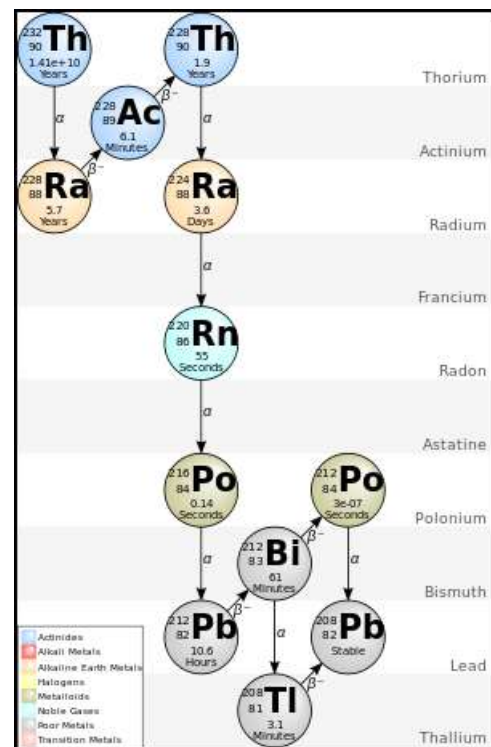 232 Th 228 Th
90 90
1.41e+10 1.9
Years Years
Thorium
β⁻
228 Ac
89
α α
6.1
Minutes
Actinium
β⁻
228 Ra 224 Ra
88 88
5.7 3.6
Years Days
Radium
α
Francium
220 Rn
86
55
Seconds
Radon
α
Astatine
216 Po 212 Po
84 84
0.14 3e-07
Seconds Seconds
Polonium
β⁻
212 Bi
83
α α
61
Minutes
Bismuth
β⁻
212 Pb 208 Pb
82 82
10.6 Stable
Hours
α
Lead
β⁻
208 Tl
81
3.1
Minutes
Thallium
Actinides
Alkali Metals
Alkaline Earth Metals
Halogens
Metalloids
Noble Gases
Poor Metals
Transition Metals